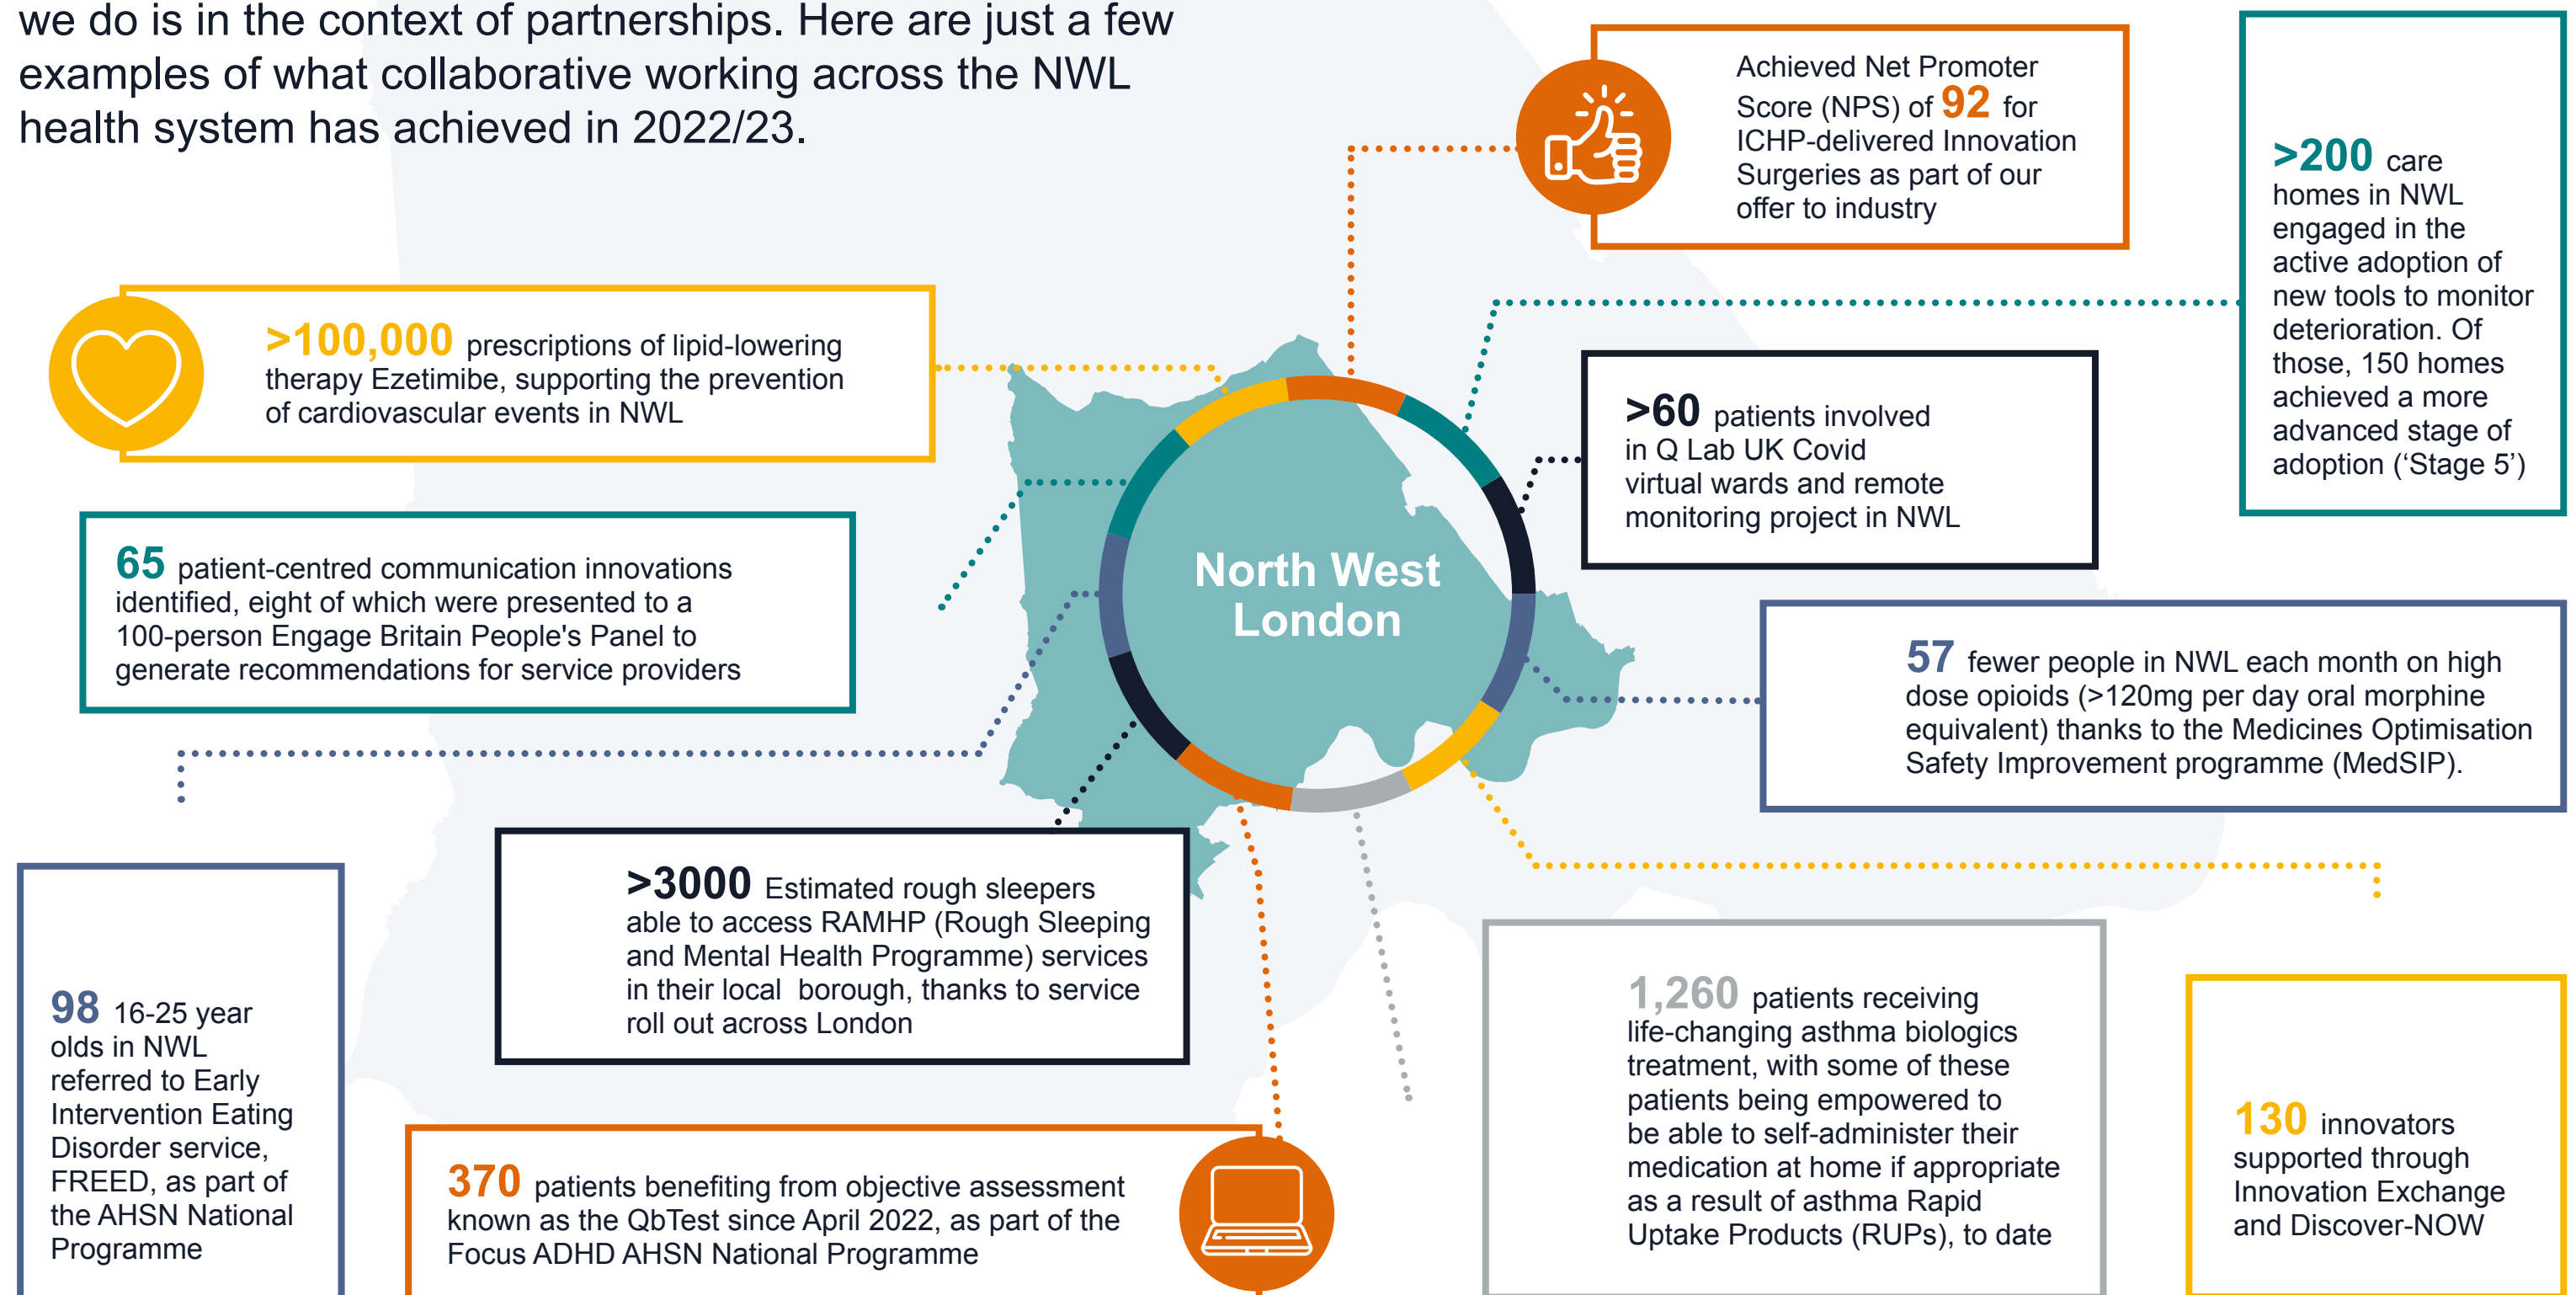 we do is in the context of partnerships. Here are just a few
examples of what collaborative working across the NWL
health system has achieved in 2022/23.
Achieved Net Promoter
Score (NPS) of 92 for
ICHP-delivered Innovation
Surgeries as part of our
offer to industry
>200 care
homes in NWL
engaged in the
active adoption of
new tools to monitor
deterioration. Of
those, 150 homes
achieved a more
advanced stage of
adoption (‘Stage 5’)
>100,000 prescriptions of lipid-lowering
therapy Ezetimibe, supporting the prevention
of cardiovascular events in NWL
>60 patients involved
in Q Lab UK Covid
virtual wards and remote
monitoring project in NWL
65 patient-centred communication innovations
identified, eight of which were presented to a
100-person Engage Britain People's Panel to
generate recommendations for service providers
North West
London
57 fewer people in NWL each month on high
dose opioids (>120mg per day oral morphine
equivalent) thanks to the Medicines Optimisation
Safety Improvement programme (MedSIP).
98 16-25 year
olds in NWL
referred to Early
Intervention Eating
Disorder service,
FREED, as part of
the AHSN National
Programme
>3000 Estimated rough sleepers
able to access RAMHP (Rough Sleeping
and Mental Health Programme) services
in their local  borough, thanks to service
roll out across London
370 patients benefiting from objective assessment
known as the QbTest since April 2022, as part of the
Focus ADHD AHSN National Programme
1,260 patients receiving
life-changing asthma biologics
treatment, with some of these
patients being empowered to
be able to self-administer their
medication at home if appropriate
as a result of asthma Rapid
Uptake Products (RUPs), to date
130 innovators
supported through
Innovation Exchange
and Discover-NOW